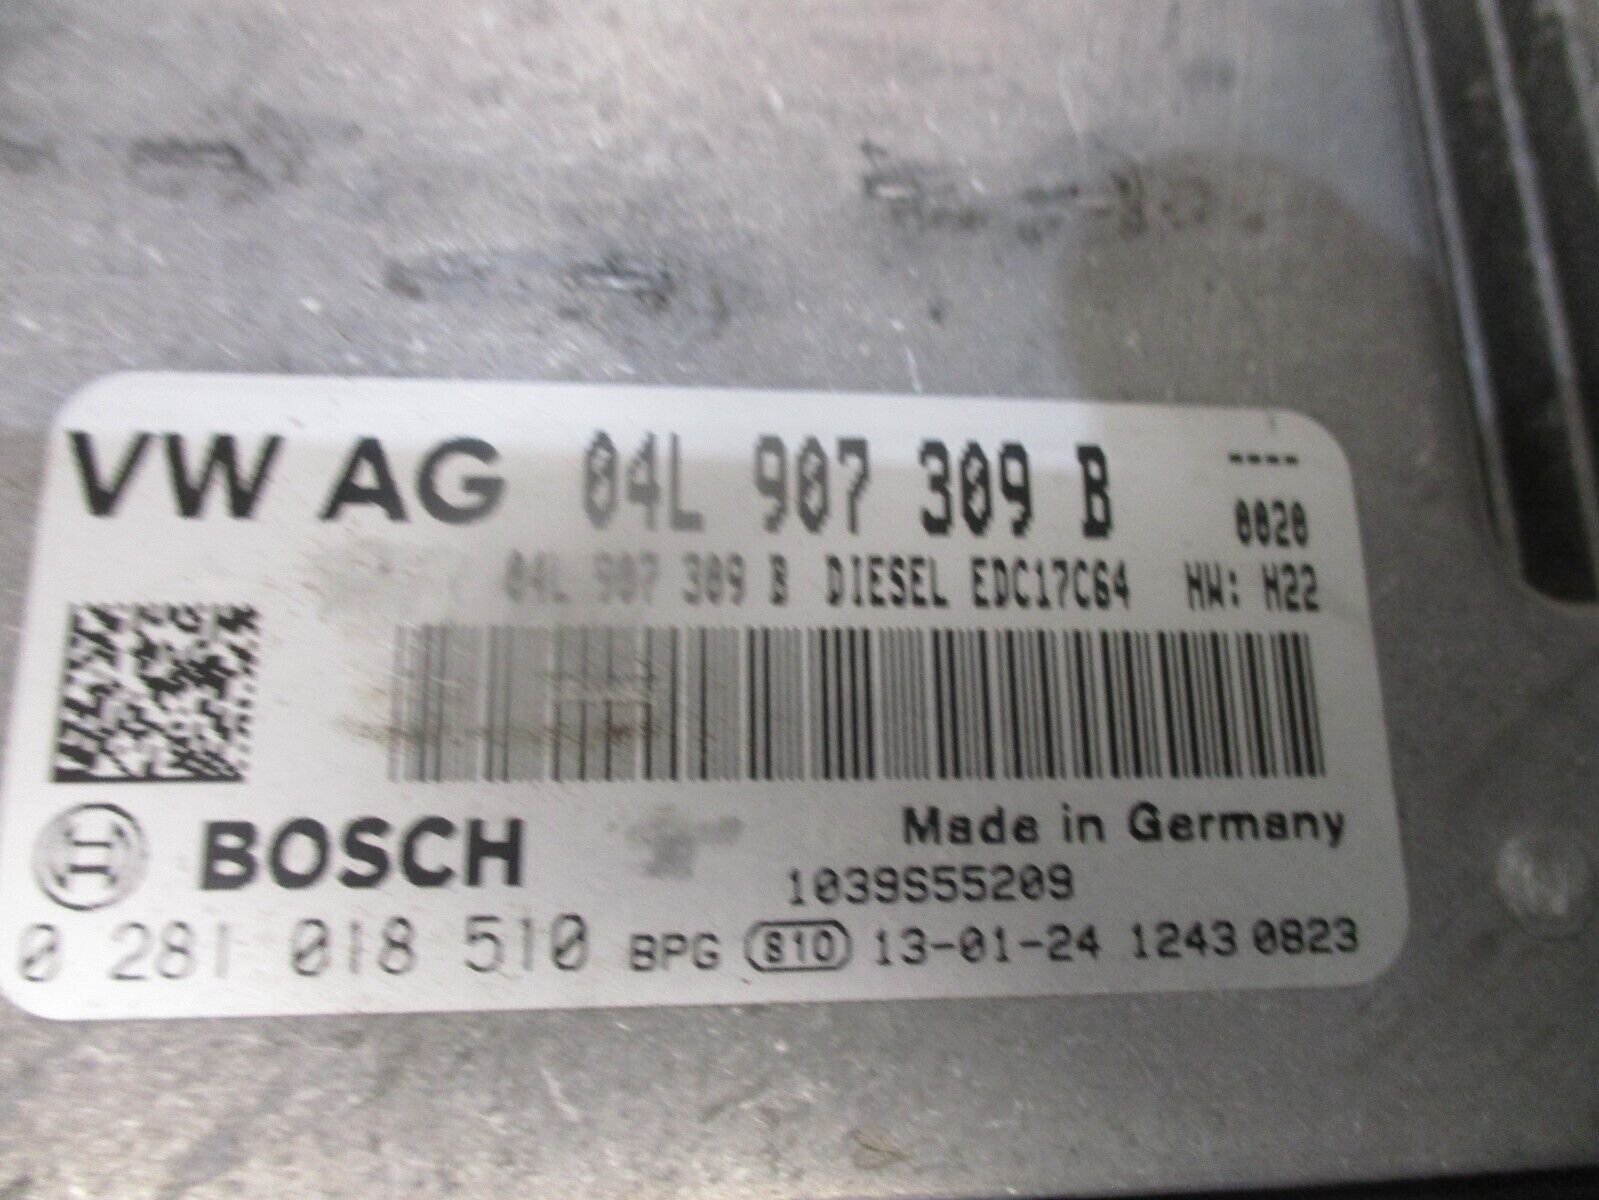 VW AG 04L 907 309 B ----
0020
04L 907 309 B DIESEL EDC17C64 HW: H22
BOSCH
Made in Germany
1039S55209
0 281 018 510 BPG 810 13-01-24 1243 0823